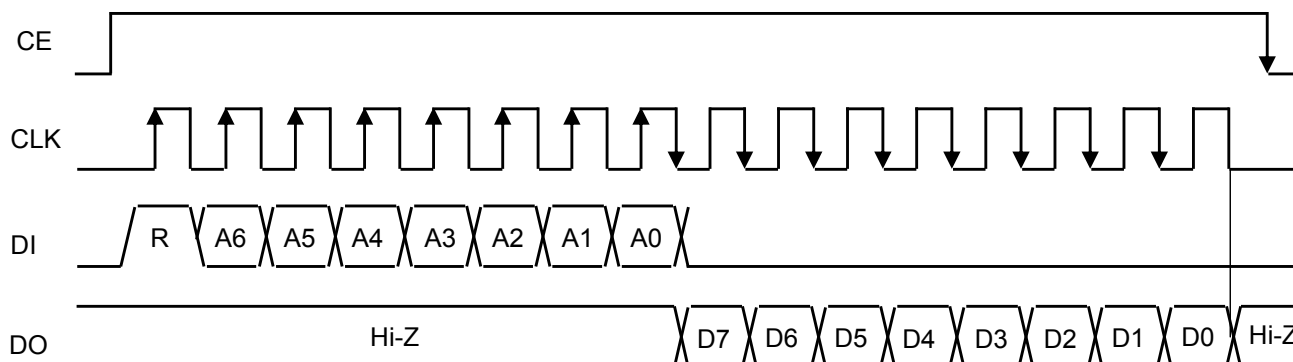 CE
CLK
DI R A6 A5 A4 A3 A2 A1 A0
DO Hi-Z D7 D6 D5 D4 D3 D2 D1 D0 Hi-Z